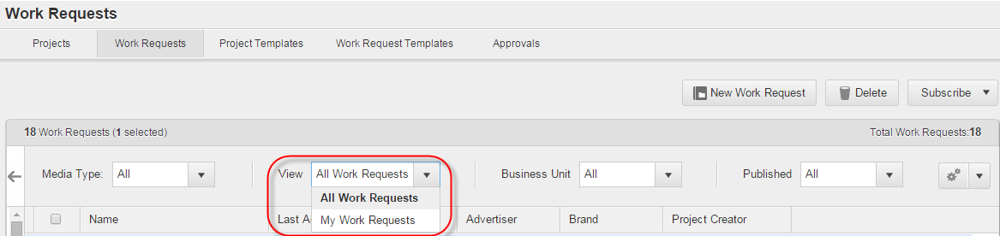 Work Requests
Projects Work Requests Project Templates Work Request Templates Approvals
New Work Request Delete Subscribe
18 Work Requests (1 selected) Total Work Requests:18
Media Type: All View All Work Requests Business Unit All Published All
All Work Requests
My Work Requests
Name Last Advertiser Brand Project Creator